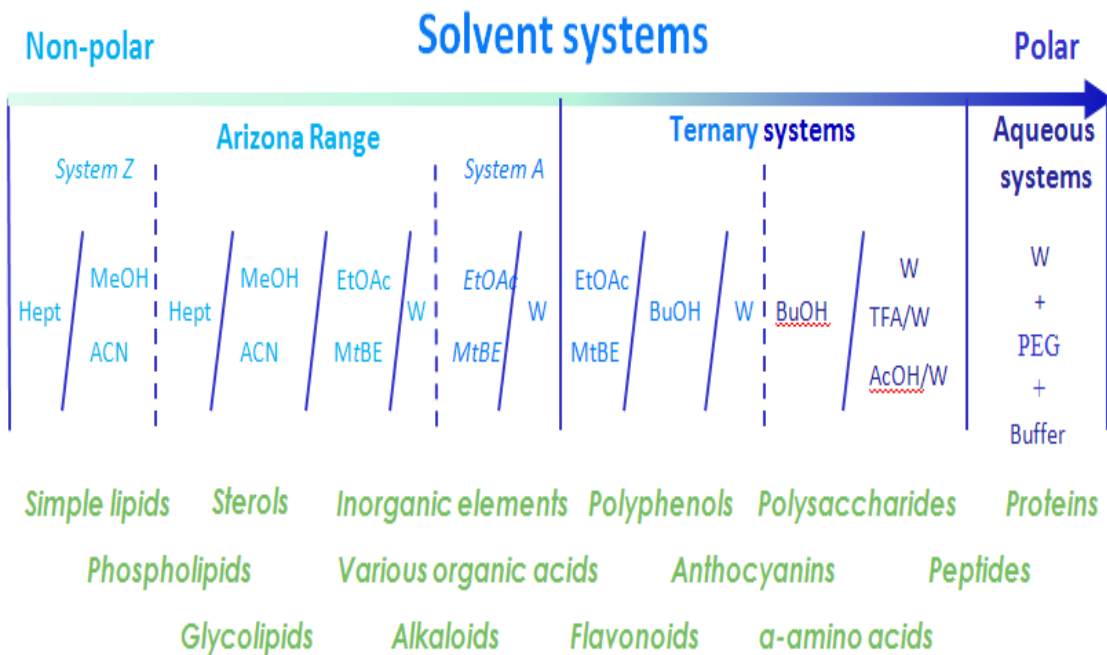 Solvent systems
Non-polar
Polar
Arizona Range
Ternary systems
Aqueous
systems
System Z
System A
Hept
MeOH
ACN
Hept
MeOH
ACN
EtOAc
MtBE
W
EtOAc
MtBE
W
EtOAc
MtBE
BuOH
W
BuOH
W
TFA/W
AcOH/W
W
+
PEG
+
Buffer
Simple lipids
Sterols
Inorganic elements
Polyphenols
Polysaccharides
Proteins
Phospholipids
Various organic acids
Anthocyanins
Peptides
Glycolipids
Alkaloids
Flavonoids
α-amino acids